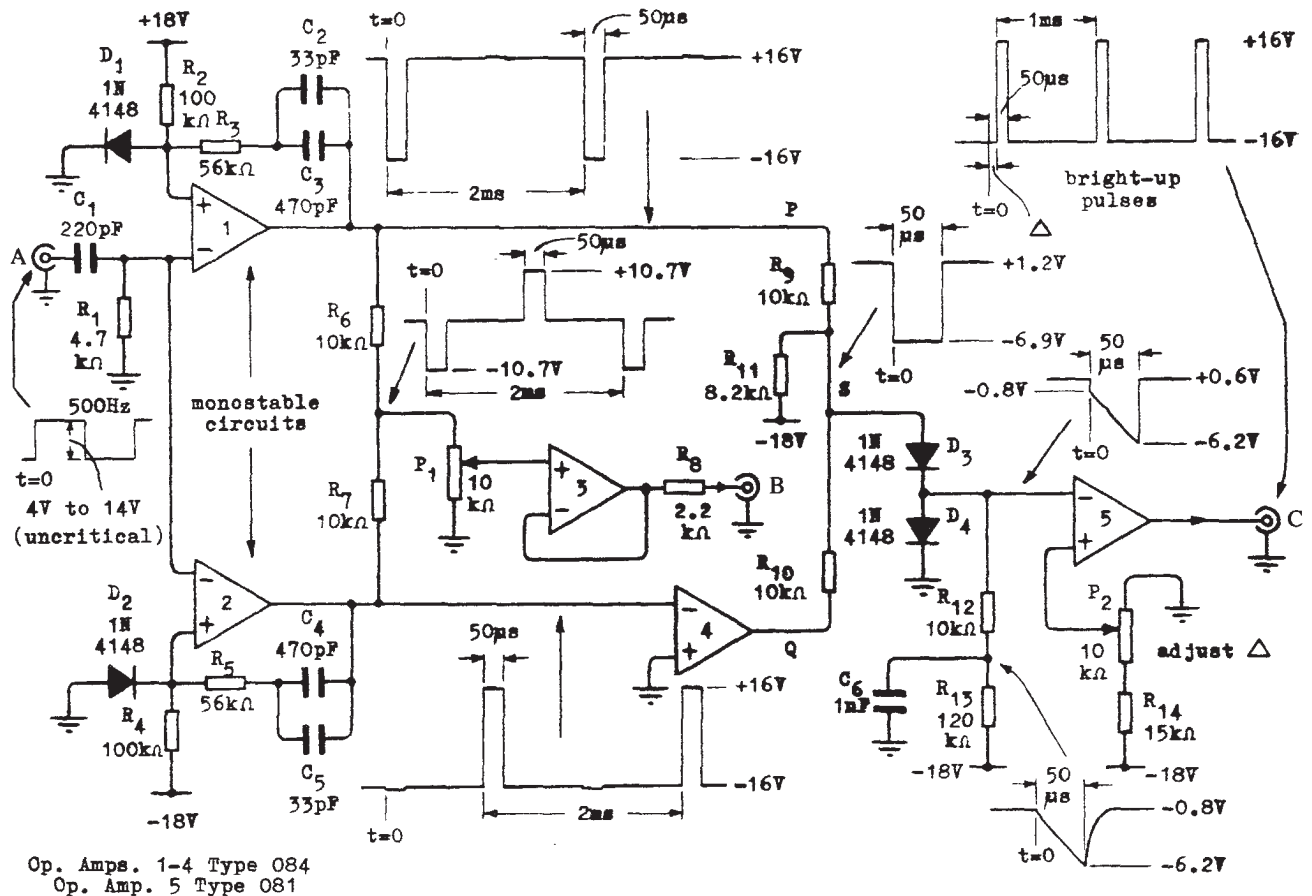 +18V
D1
1N
4148
R2
100
kΩ
R3
56kΩ
C2
33pF
C3
470pF
C1
220pF
A
R1
4.7
kΩ
+
1
−
500Hz
t=0
4V to 14V
(uncritical)
monostable
circuits
t=0
50µs
+16V
−16V
2ms
P
R6
10kΩ
t=0
50µs
+10.7V
−10.7V
2ms
R7
10kΩ
P1
10
kΩ
+
3
−
R8
2.2
kΩ
B
D2
1N
4148
−
2
+
R5
56kΩ
R4
100kΩ
−18V
C4
470pF
C5
33pF
50µs
+16V
−16V
t=0
2ms
−
4
+
Q
R9
10kΩ
R11
8.2kΩ
−18V
S
R10
10kΩ
50
µs
+1.2V
−6.9V
t=0
1ms
50µs
+16V
−16V
t=0
△
bright-up
pulses
1N
4148
D3
1N
4148
D4
50
µs
−0.8V
+0.6V
t=0
−6.2V
−
5
+
C
R12
10kΩ
P2
10
kΩ
adjust △
C6
1nF
R13
120
kΩ
−18V
R14
15kΩ
−18V
50
µs
−0.8V
t=0
−6.2V
Op. Amps. 1-4 Type 084
Op. Amp. 5 Type 081